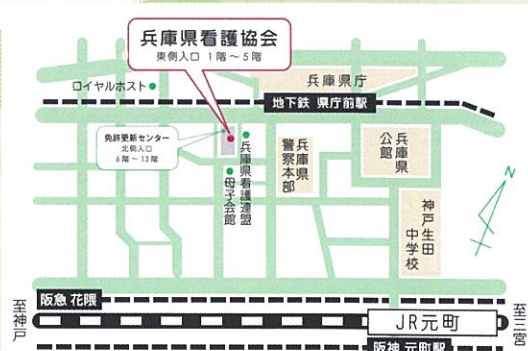 兵庫県看護協会
東側入口 1階～5階
ロイヤルホスト
兵庫県庁
地下鉄 県庁前駅
免許更新センター
北側入口
6階～13階
兵庫県看護連盟
母子会館
兵庫県
警察本部
兵庫県
公館
神戸生田
中学校
N
阪急 花隈
至神戸
JR元町
至三宮
阪神 元町駅